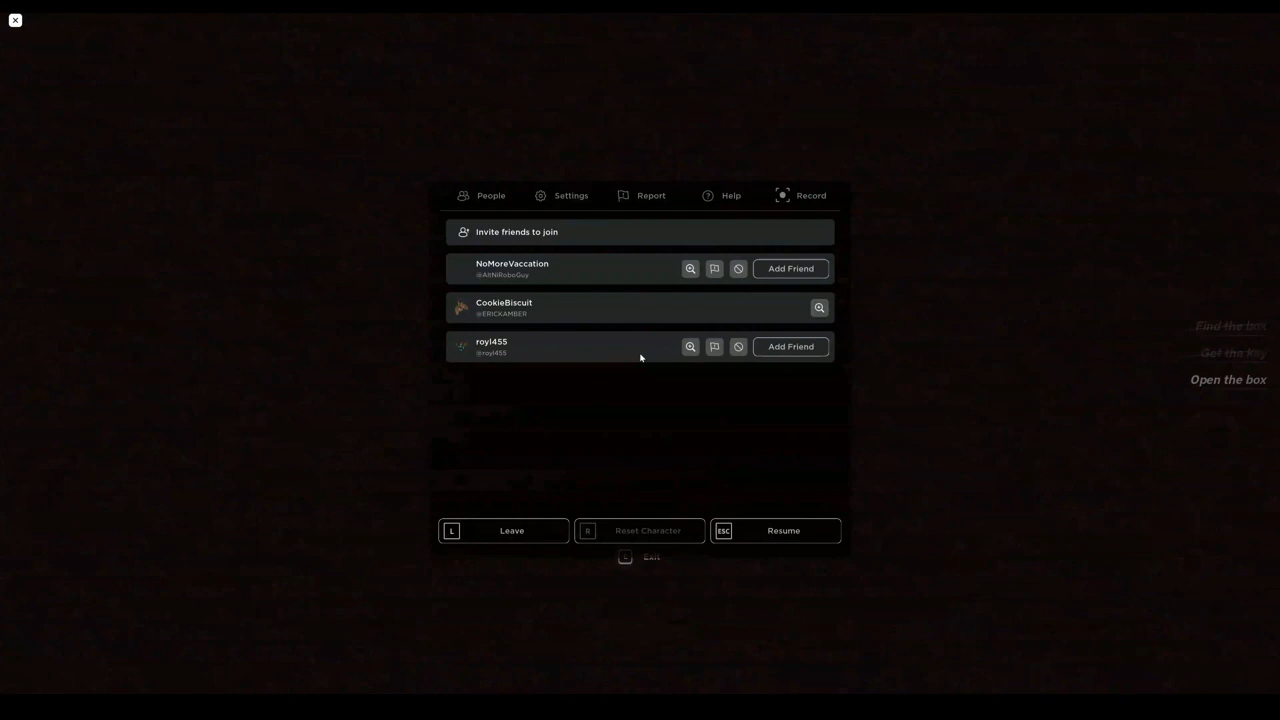 People
Settings
Report
Help
Record
Invite friends to join
NoMoreVaccation
@AltNiRoboGuy
Add Friend
CookieBiscuit
@ERICKAMBER
royl455
@royl455
Add Friend
Find the box
Get the key
Open the box
L Leave
R Reset Character
ESC Resume
E Exit